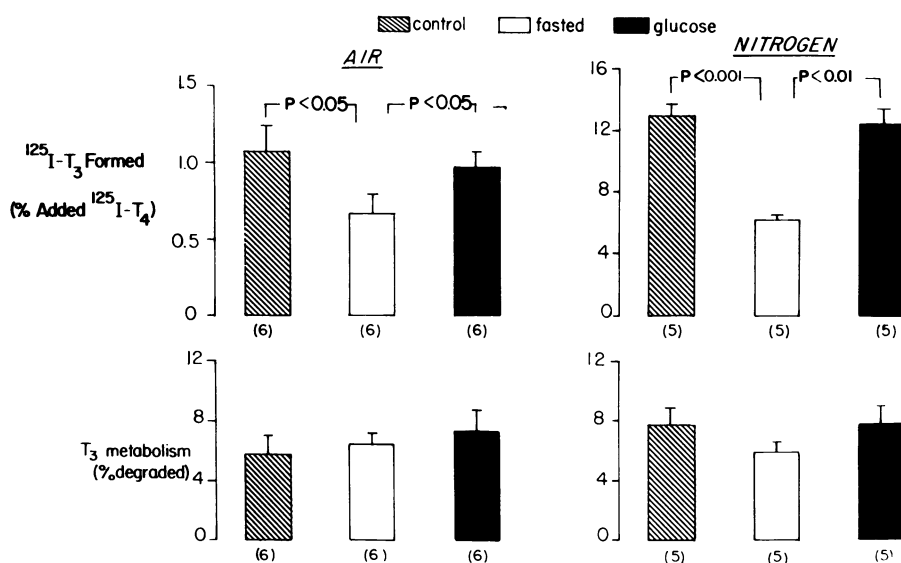 control fasted glucose
AIR
NITROGEN
1.5
1.0
0.5
0
P<0.05 P<0.05
16
12
8
4
0
P<0.001 P<0.01
¹²⁵I-T₃ Formed
(% Added ¹²⁵I-T₄)
(6) (6) (6)
(5) (5) (5)
12
8
4
0
12
8
4
0
T₃ metabolism
(% degraded)
(6) (6) (6)
(5) (5) (5)